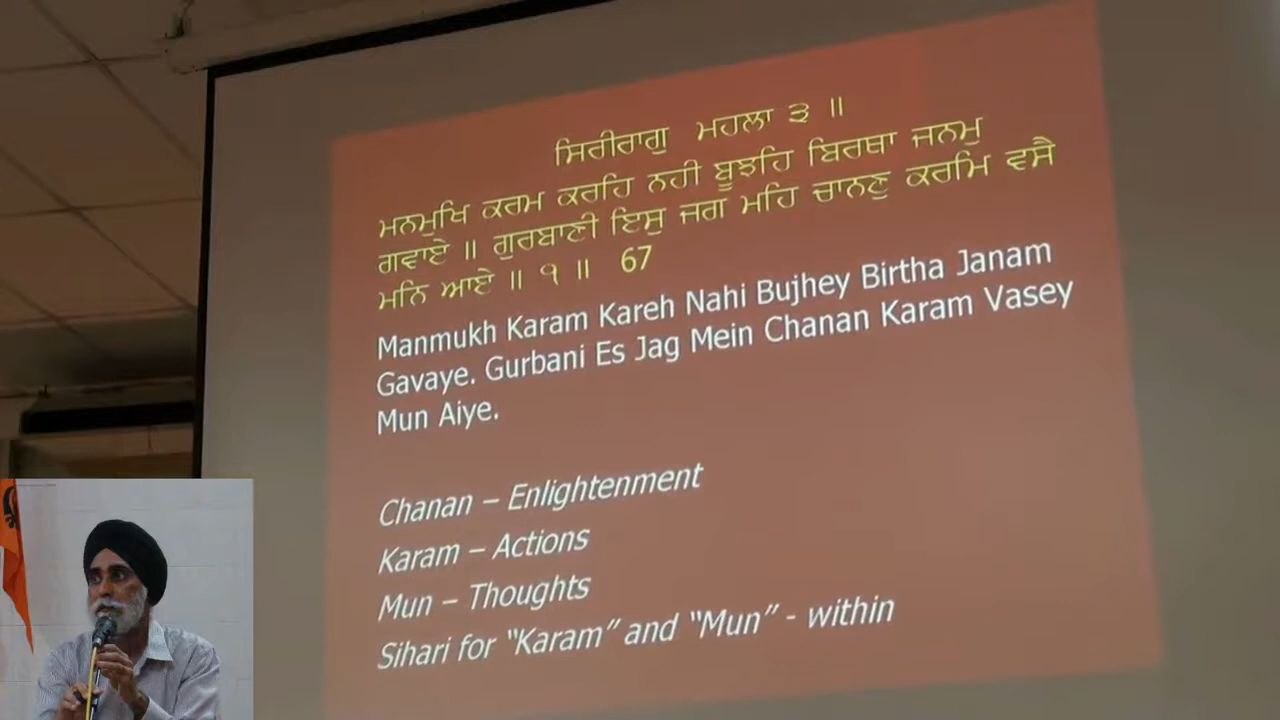 ਸਿਰੀਰਾਗੁ ਮਹਲਾ ੩ ॥
ਮਨਮੁਖਿ ਕਰਮ ਕਰਹਿ ਨਹੀ ਬੂਝਹਿ ਬਿਰਥਾ ਜਨਮੁ
ਗਵਾਏ ॥ ਗੁਰਬਾਣੀ ਇਸੁ ਜਗ ਮਹਿ ਚਾਨਣੁ ਕਰਮਿ ਵਸੈ
ਮਨਿ ਆਏ ॥ ੧ ॥ 67
Manmukh Karam Kareh Nahi Bujhey Birtha Janam
Gavaye. Gurbani Es Jag Mein Chanan Karam Vasey
Mun Aiye.
Chanan – Enlightenment
Karam – Actions
Mun – Thoughts
Sihari for “Karam” and “Mun” - within